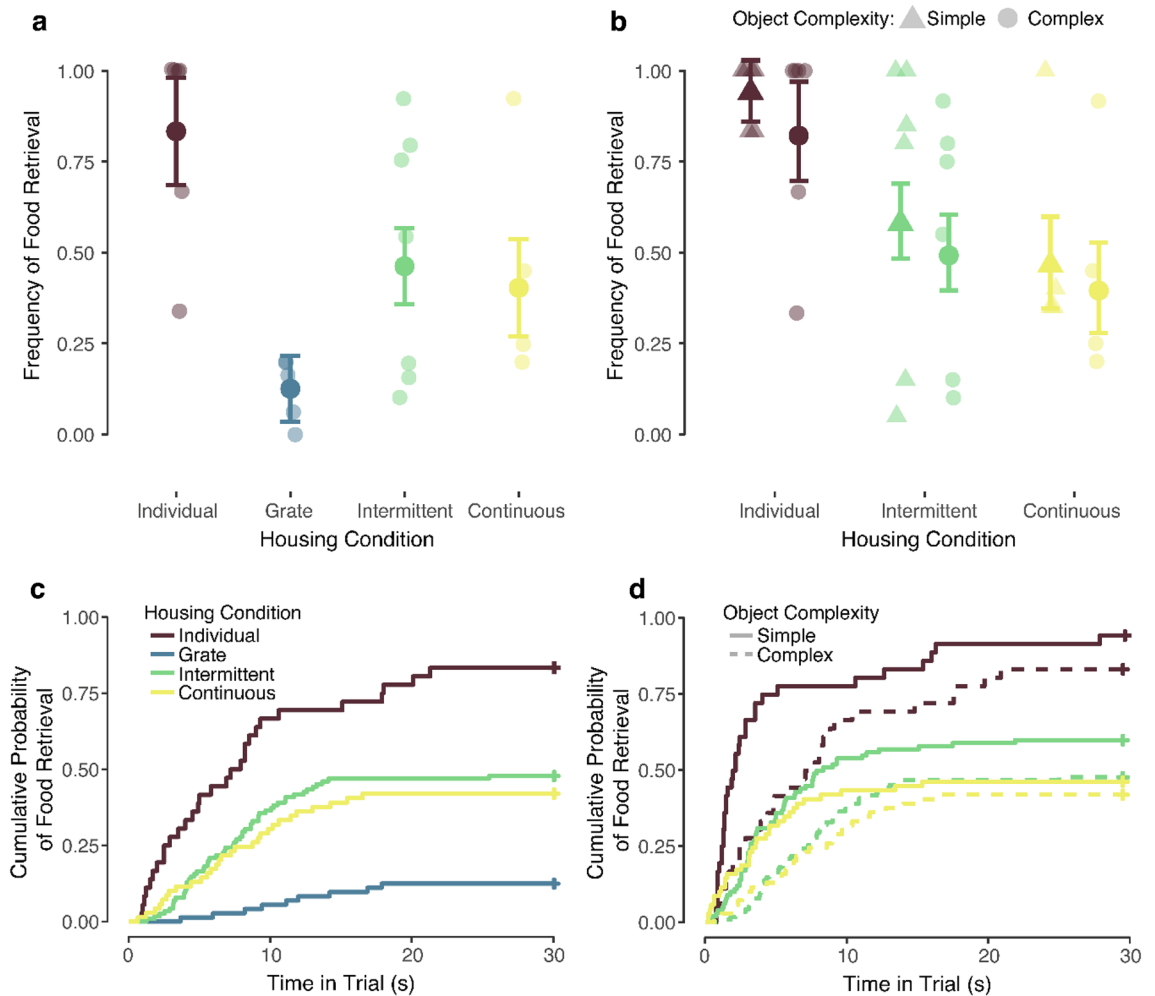 a
1.00
0.75
0.50
0.25
0.00
Frequency of Food Retrieval
Individual Grate Intermittent Continuous
Housing Condition
b
Object Complexity: Simple Complex
1.00
0.75
0.50
0.25
0.00
Frequency of Food Retrieval
Individual Intermittent Continuous
Housing Condition
c
Housing Condition
Individual
Grate
Intermittent
Continuous
1.00
0.75
0.50
0.25
0.00
Cumulative Probability
of Food Retrieval
0 10 20 30
Time in Trial (s)
d
Object Complexity
Simple
Complex
1.00
0.75
0.50
0.25
0.00
Cumulative Probability
of Food Retrieval
0 10 20 30
Time in Trial (s)